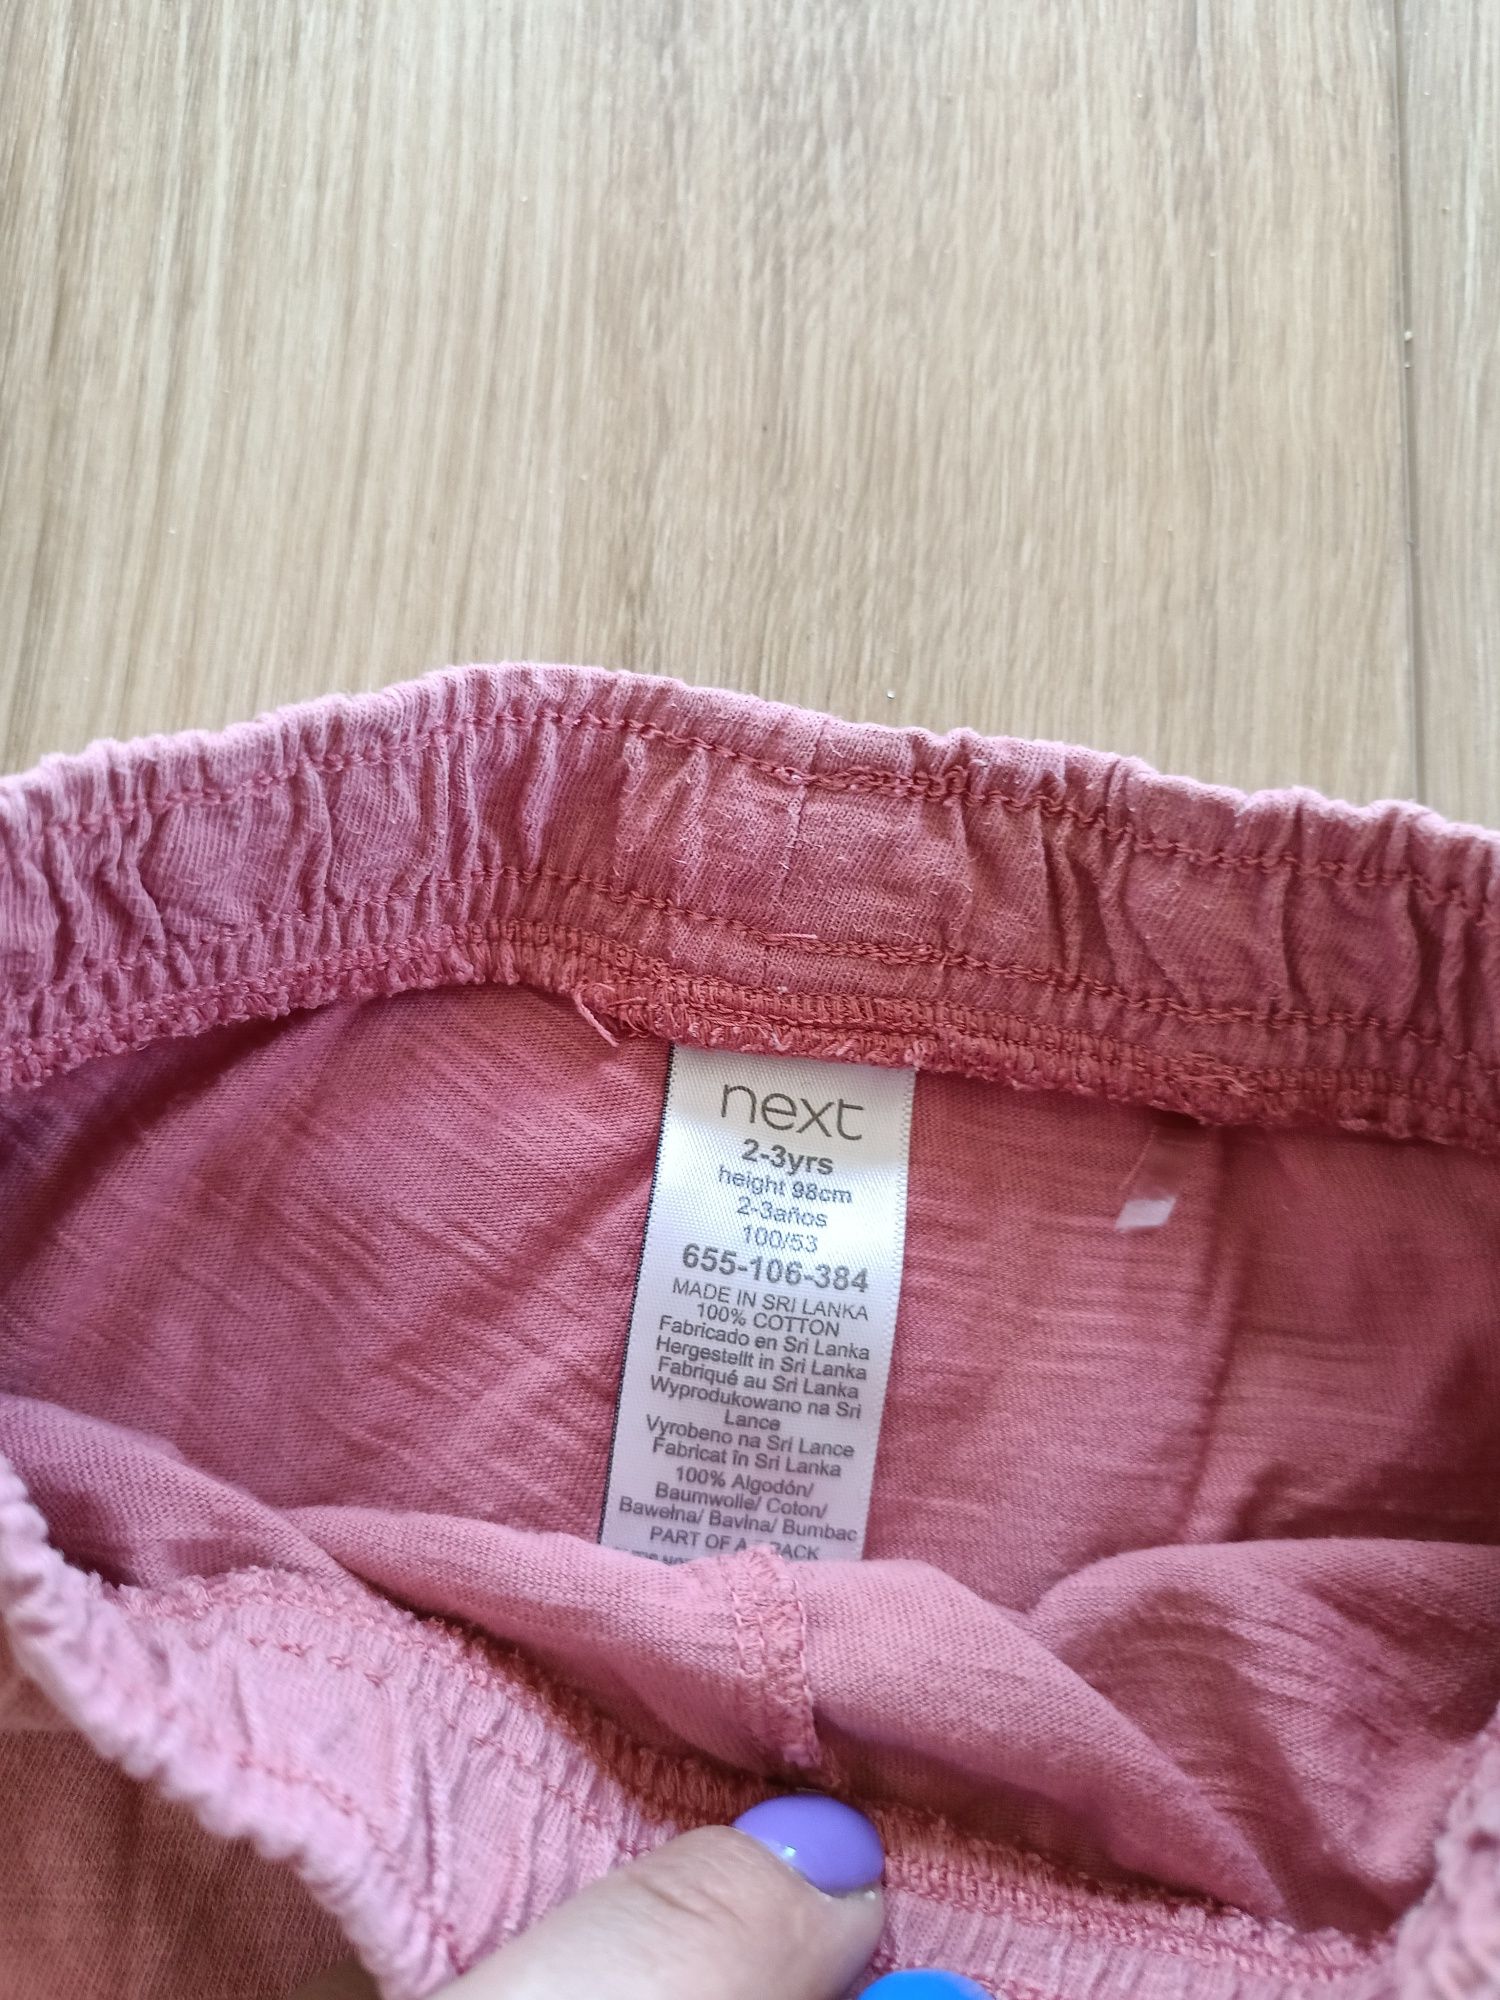 next
2-3yrs
height 98cm
2-3años
100/53
655-106-384
MADE IN SRI LANKA
100% COTTON
Fabricado en Sri Lanka
Hergestellt in Sri Lanka
Fabriqué au Sri Lanka
Wyprodukowano na Sri
Lance
Vyrobeno na Srí Lance
Fabricat în Sri Lanka
100% Algodón/
Baumwolle/ Coton/
Bawełna/ Bavlna/ Bumbac
PART OF A PACK